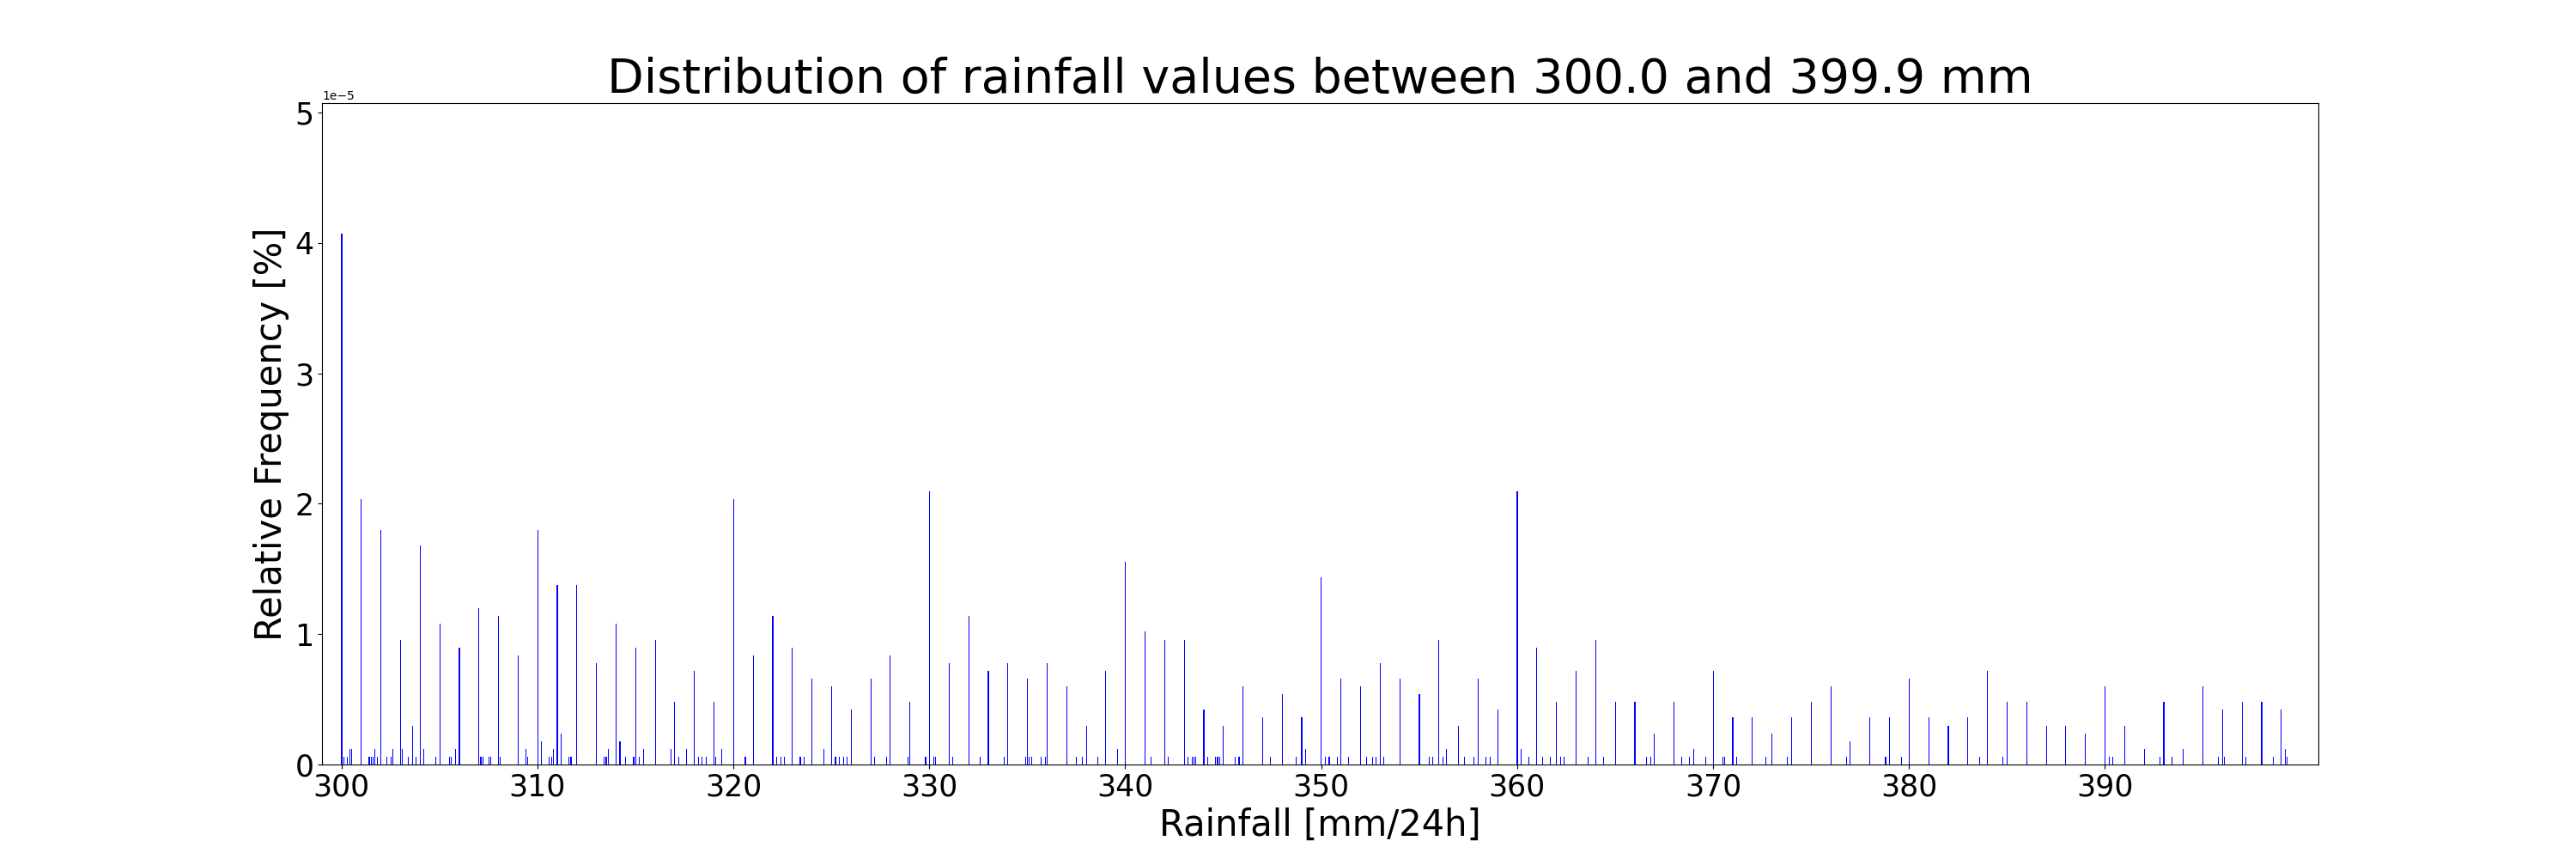 Distribution of rainfall values between 300.0 and 399.9 mm
1e−5
5
4
3
2
1
0
Relative Frequency [%]
300 310 320 330 340 350 360 370 380 390
Rainfall [mm/24h]